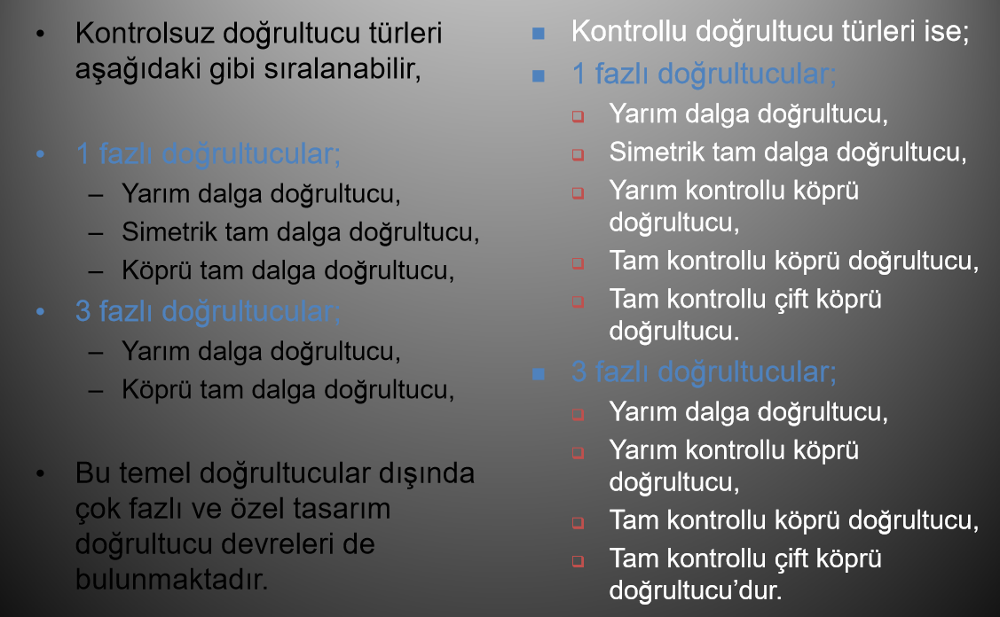 • Kontrolsuz doğrultucu türleri
aşağıdaki gibi sıralanabilir,
• 1 fazlı doğrultucular;
– Yarım dalga doğrultucu,
– Simetrik tam dalga doğrultucu,
– Köprü tam dalga doğrultucu,
• 3 fazlı doğrultucular;
– Yarım dalga doğrultucu,
– Köprü tam dalga doğrultucu,
• Bu temel doğrultucular dışında
çok fazlı ve özel tasarım
doğrultucu devreleri de
bulunmaktadır.
■ Kontrollu doğrultucu türleri ise;
■ 1 fazlı doğrultucular;
❑ Yarım dalga doğrultucu,
❑ Simetrik tam dalga doğrultucu,
❑ Yarım kontrollu köprü
doğrultucu,
❑ Tam kontrollu köprü doğrultucu,
❑ Tam kontrollu çift köprü
doğrultucu.
■ 3 fazlı doğrultucular;
❑ Yarım dalga doğrultucu,
❑ Yarım kontrollu köprü
doğrultucu,
❑ Tam kontrollu köprü doğrultucu,
❑ Tam kontrollu çift köprü
doğrultucu’dur.